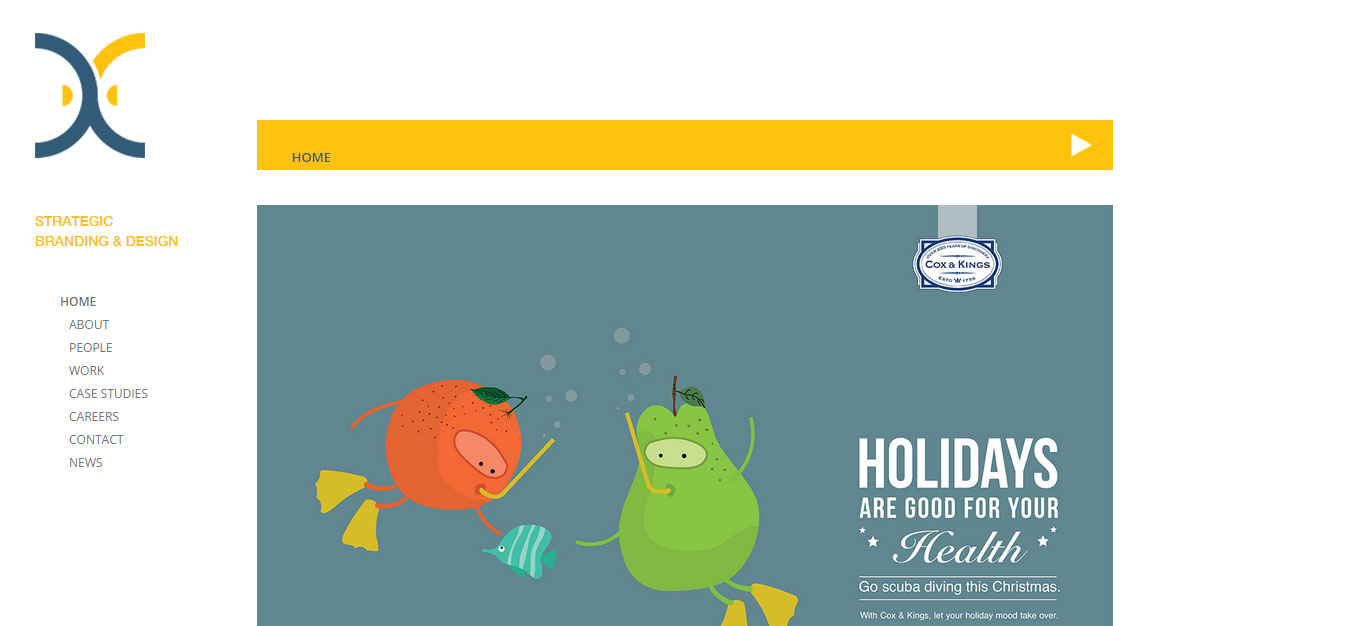 HOME
STRATEGIC
BRANDING & DESIGN
HOME
ABOUT
PEOPLE
WORK
CASE STUDIES
CAREERS
CONTACT
NEWS
OVER 250 YEARS OF DISCOVERY
COX & KINGS
ESTD 1758
HOLIDAYS
ARE GOOD FOR YOUR
Health
Go scuba diving this Christmas.
With Cox & Kings, let your holiday mood take over.